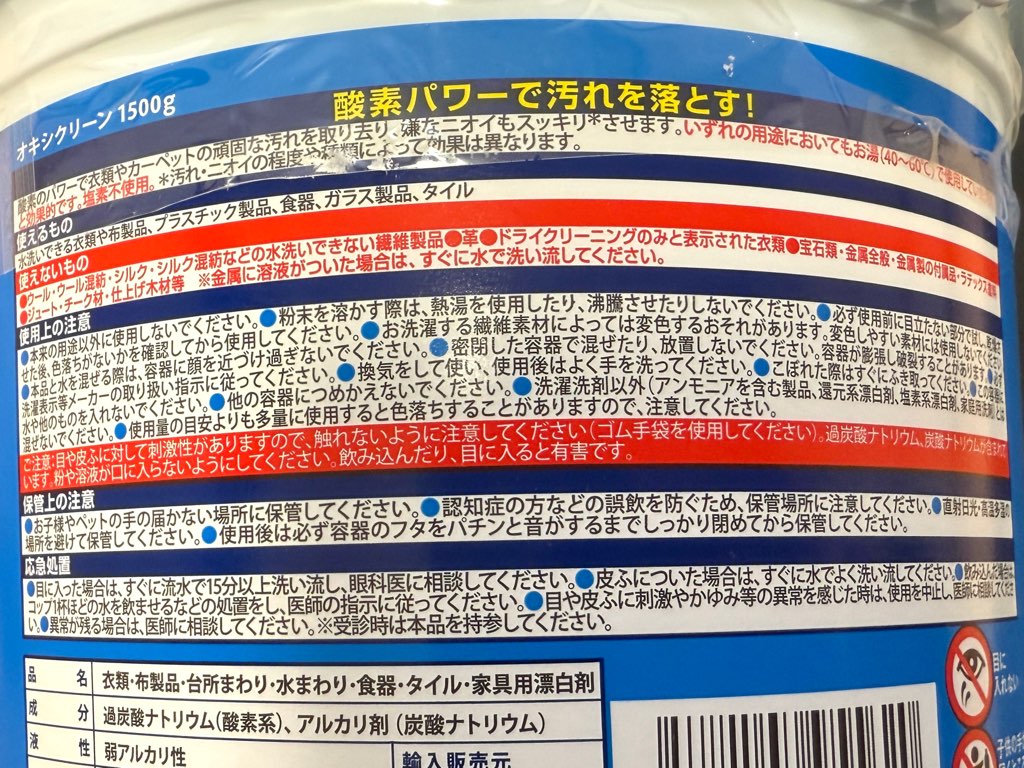 オキシクリーン 1500g
酸素パワーで汚れを落とす!
酸素のパワーで衣類やカーペットの頑固な汚れを取り去り、嫌なニオイもスッキリ*させます。いずれの用途においてもお湯(40〜60℃)で使用して
と効果的です。塩素不使用。*汚れ・ニオイの程度や種類によって効果は異なります。
使えるもの
水洗いできる衣類や布製品、プラスチック製品、食器、ガラス製品、タイル
使えないもの
●ウール・ウール混紡・シルク・シルク混紡などの水洗いできない繊維製品●革●ドライクリーニングのみと表示された衣類●宝石類・金属全般・金属製の付属品・ラテックス塗料
●ジュート・チーク材・仕上げ木材等 ※金属に溶液がついた場合は、すぐに水で洗い流してください。
使用上の注意
●本来の用途以外に使用しないでください。●粉末を溶かす際は、熱湯を使用したり、沸騰させたりしないでください。●必ず使用前に目立たない部分で試し、
せた後、色落ちがないかを確認してから使用してください。●お洗濯する繊維素材によっては変色するおそれがあります。変色しやすい素材には使用しないでください。
●本品と水を混ぜる際は、容器に顔を近づけ過ぎないでください。●密閉した容器で混ぜたり、放置しないでください。容器が膨張し破裂することがあります。●必ず
洗濯表示等メーカーの取り扱い指示に従ってください。●換気をして使い、使用後はよく手を洗ってください。●こぼれた際はすぐにふき取ってください。●この容器に
水や他のものを入れないでください。●他の容器につめかえないでください。●洗濯洗剤以外(アンモニアを含む製品、還元系漂白剤、塩素系漂白剤、家庭用洗剤)とは
混ぜないでください。●使用量の目安よりも多量に使用すると色落ちすることがありますので、注意してください。
ご注意:目や皮ふに対して刺激性がありますので、触れないように注意してください(ゴム手袋を使用してください)。過炭酸ナトリウム、炭酸ナトリウムが含まれて
います。粉や溶液が口に入らないようにしてください。飲み込んだり、目に入ると有害です。
保管上の注意
●お子様やペットの手の届かない場所に保管してください。●認知症の方などの誤飲を防ぐため、保管場所に注意してください。●直射日光・高温多湿の
場所を避けて保管してください。●使用後は必ず容器のフタをパチンと音がするまでしっかり閉めてから保管してください。
応急処置
●目に入った場合は、すぐに流水で15分以上洗い流し、眼科医に相談してください。●皮ふについた場合は、すぐに水でよく洗い流してください。●飲み込んだ場合は、
コップ1杯ほどの水を飲ませるなどの処置をし、医師の指示に従ってください。●目や皮ふに刺激やかゆみ等の異常を感じた時は、使用を中止し、医師に相談してくださ
い。●異常が残る場合は、医師に相談してください。※受診時は本品を持参してください。
品名 衣類・布製品・台所まわり・水まわり・食器・タイル・家具用漂白剤
成分 過炭酸ナトリウム(酸素系)、アルカリ剤(炭酸ナトリウム)
液性 弱アルカリ性 輸入販売元
目に
入れない
子供の手